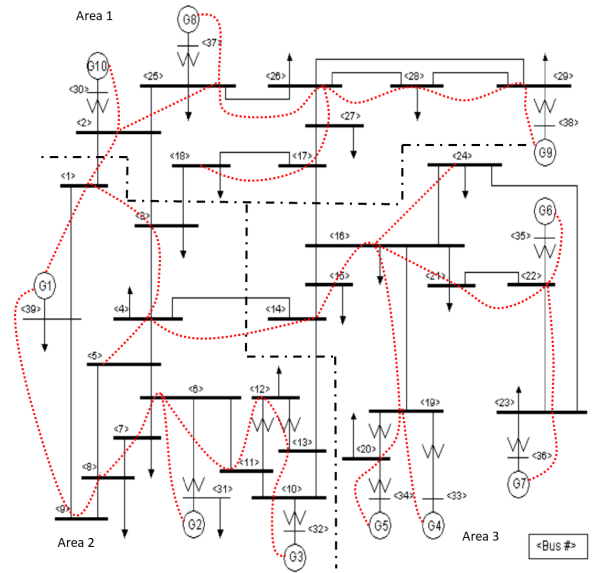 Area 1
G8
<37>
G10
<25>
<26>
<28>
<29>
<30>
<2>
<27>
<38>
G9
<18>
<17>
<24>
<1>
<3>
<16>
G6
<35>
G1
<15>
<21>
<22>
<39>
<4>
<14>
<5>
<6>
<12>
<19>
<23>
<7>
<13>
<20>
<8>
<11>
<36>
<9>
<31>
<10>
<34>
<33>
G7
G2
<32>
G5
G4
Area 2
G3
Area 3
<Bus #>